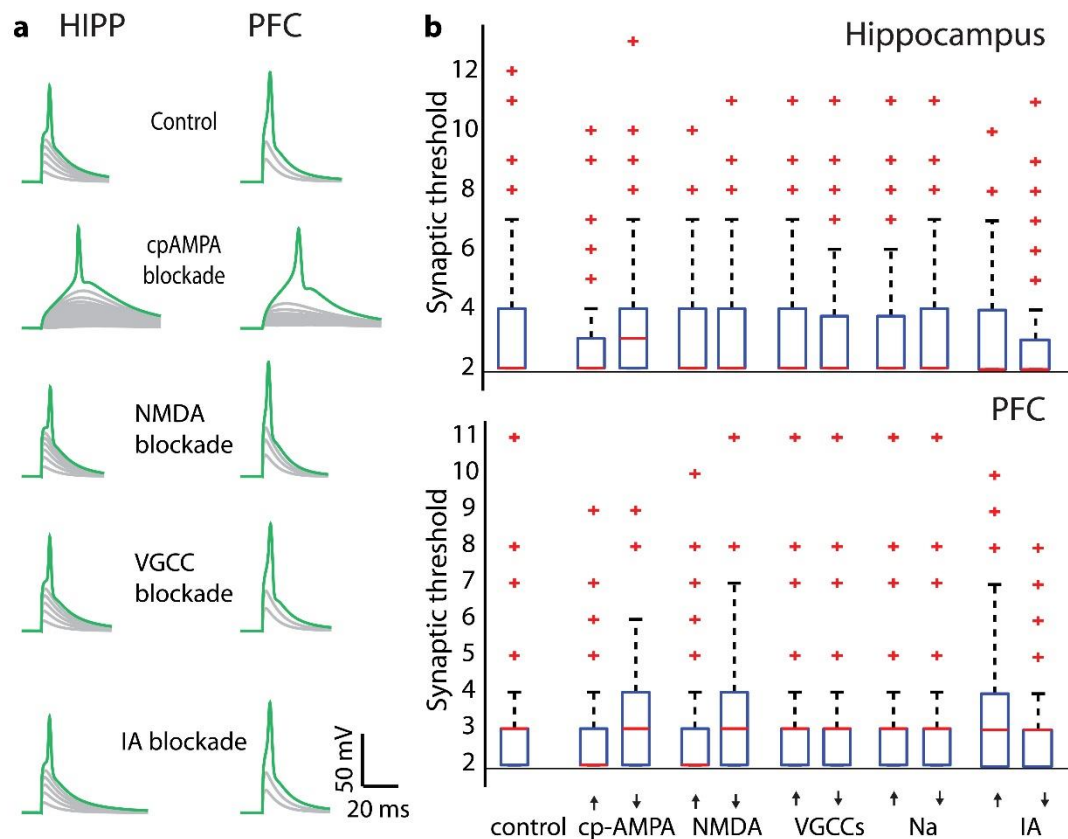 a HIPP PFC
Control
cpAMPA
blockade
NMDA
blockade
VGCC
blockade
IA blockade
50 mV
20 ms
b
Hippocampus
Synaptic threshold
12
10
8
6
4
2
PFC
Synaptic threshold
11
10
9
8
7
6
5
4
3
2
control cp-AMPA NMDA VGCCs Na IA